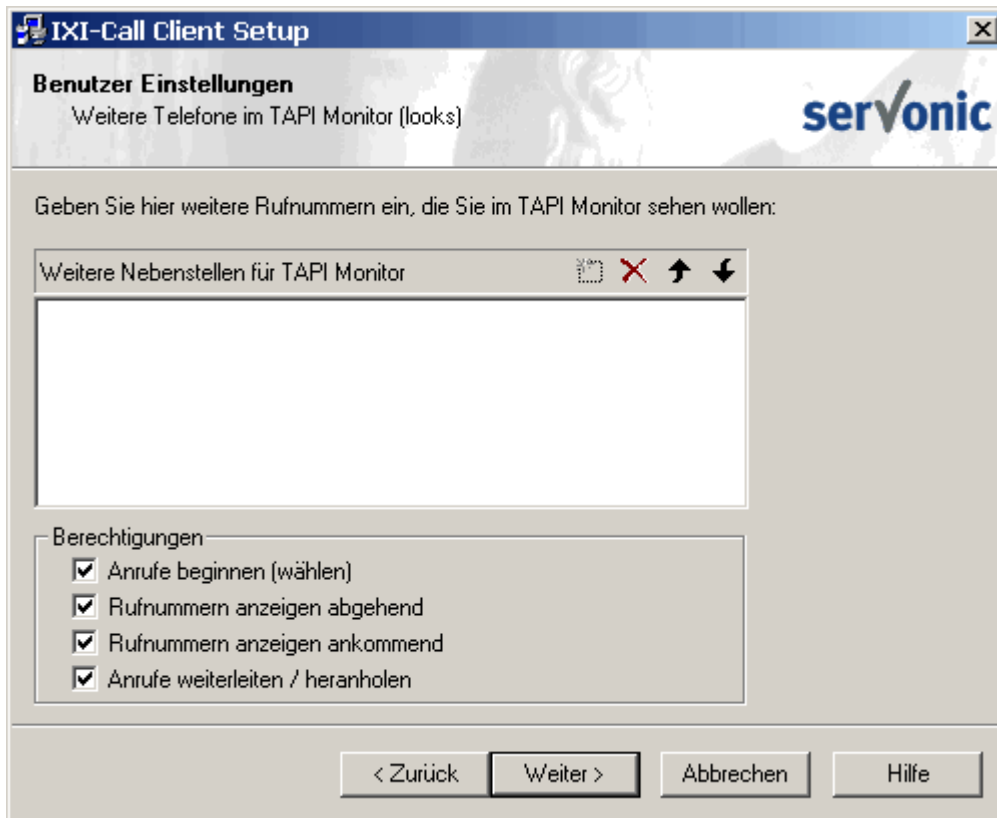 IXI-Call Client Setup
Benutzer Einstellungen
Weitere Telefone im TAPI Monitor (looks)
servonic
Geben Sie hier weitere Rufnummern ein, die Sie im TAPI Monitor sehen wollen:
Weitere Nebenstellen für TAPI Monitor
Berechtigungen
Anrufe beginnen (wählen)
Rufnummern anzeigen abgehend
Rufnummern anzeigen ankommend
Anrufe weiterleiten / heranholen
< Zurück Weiter > Abbrechen Hilfe